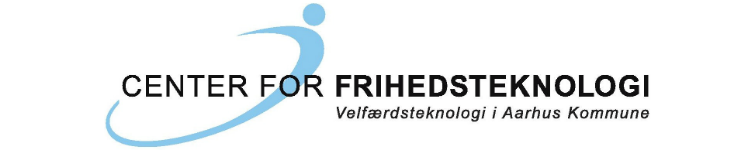 CENTER FOR FRIHEDSTEKNOLOGI
Velfærdsteknologi i Aarhus Kommune